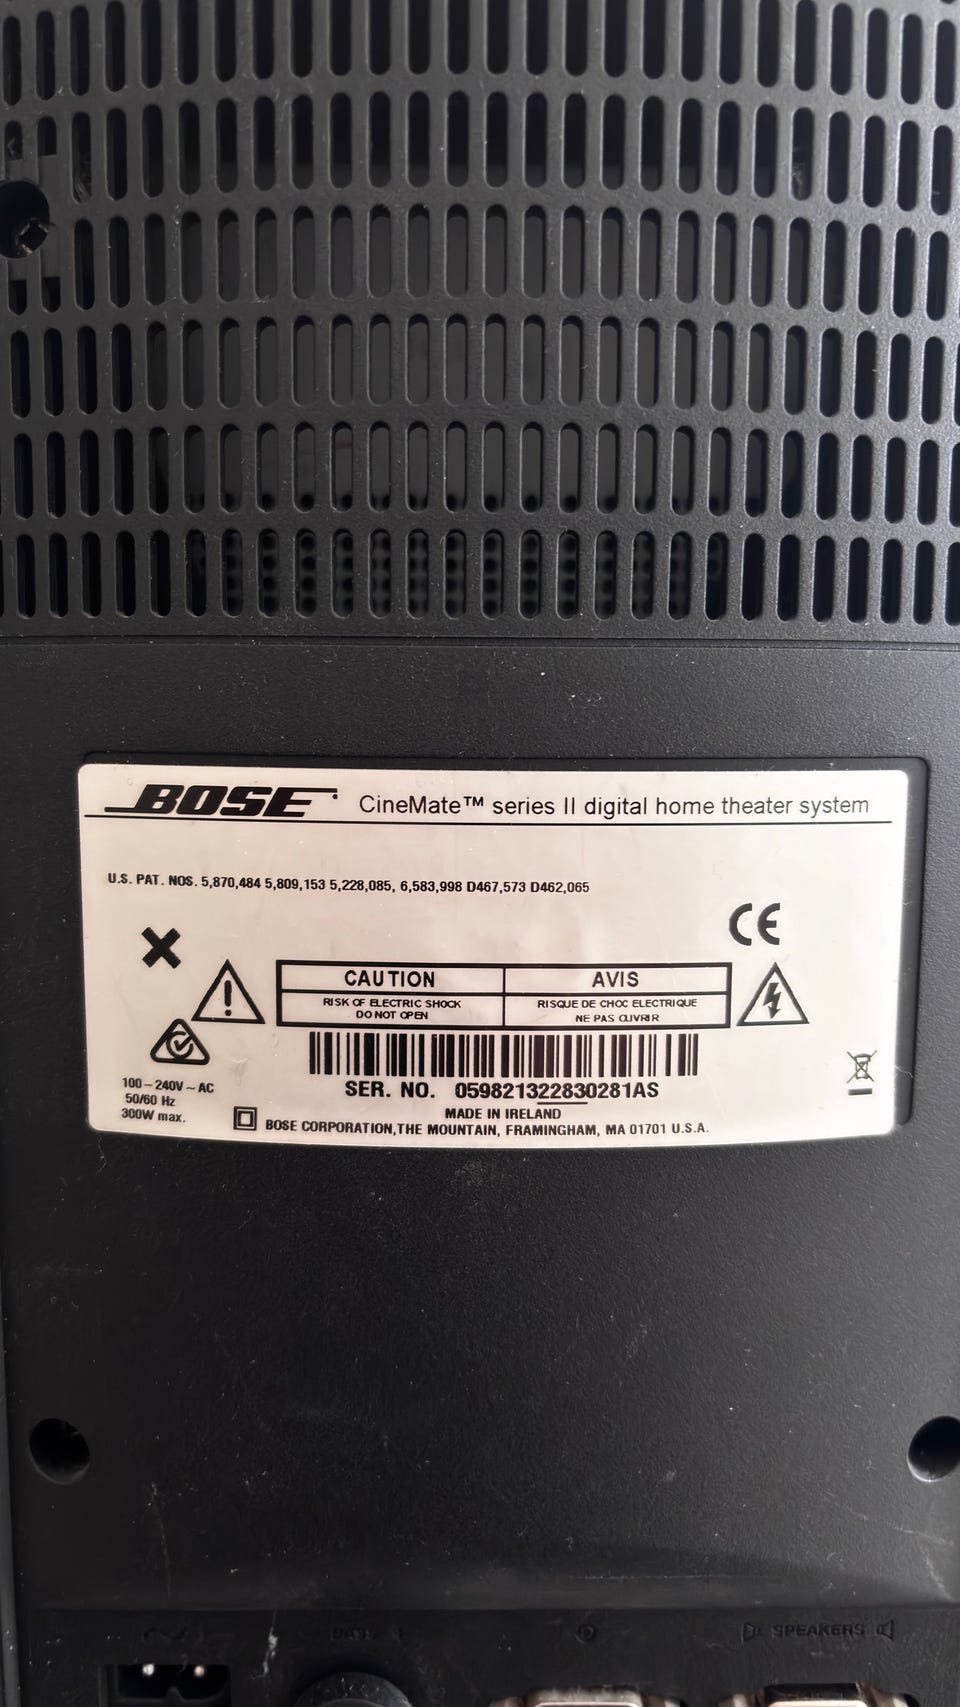 BOSE CineMate™ series II digital home theater system
U.S. PAT. NOS. 5,870,484 5,809,153 5,228,085, 6,583,998 D467,573 D462,065
CE
CAUTION AVIS
RISK OF ELECTRIC SHOCK RISQUE DE CHOC ELECTRIQUE
DO NOT OPEN NE PAS OUVRIR
100-240V ~ AC
50/60 Hz
300W max.
SER. NO. 059821322830281AS
MADE IN IRELAND
BOSE CORPORATION, THE MOUNTAIN, FRAMINGHAM, MA 01701 U.S.A.
BASS +
SPEAKERS